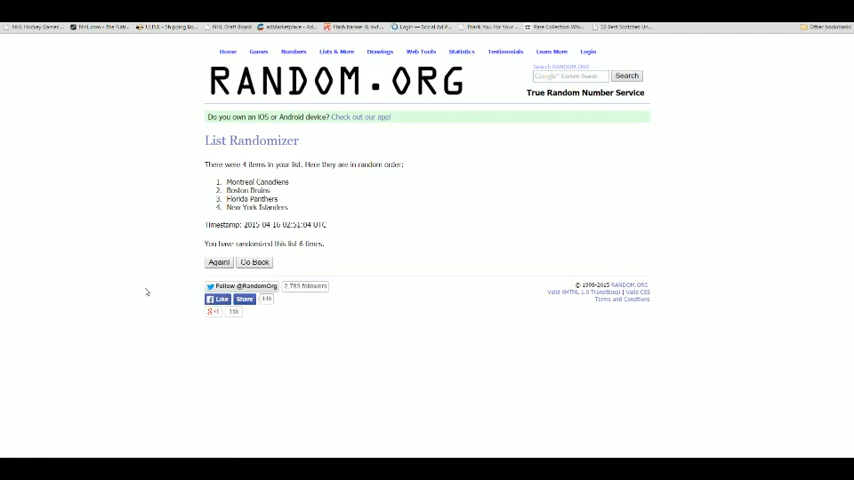 NHL Hockey Games...
NHL.com - The Nati...
ULINE - Shipping Bo...
NHL Draft Board
adMarketplace - Ad...
Flash banner & swf...
Login — Social Ad P...
Thank You For Your...
Rare Collection Whi...
10 Best Scotches Un...
Other bookmarks
Home Games Numbers Lists & More Drawings Web Tools Statistics Testimonials Learn More Login
RANDOM.ORG
Search RANDOM.ORG
Google Custom Search
Search
True Random Number Service
Do you own an iOS or Android device? Check out our app!
List Randomizer
There were 4 items in your list. Here they are in random order:
1. Montreal Canadiens
2. Boston Bruins
3. Florida Panthers
4. New York Islanders
Timestamp: 2015-04-16 02:51:04 UTC
You have randomized this list 6 times.
Again! Go Back
Follow @RandomOrg 2,783 followers
Like Share 44k
g+1 15k
© 1998-2015 RANDOM.ORG
Valid XHTML 1.0 Transitional | Valid CSS
Terms and Conditions